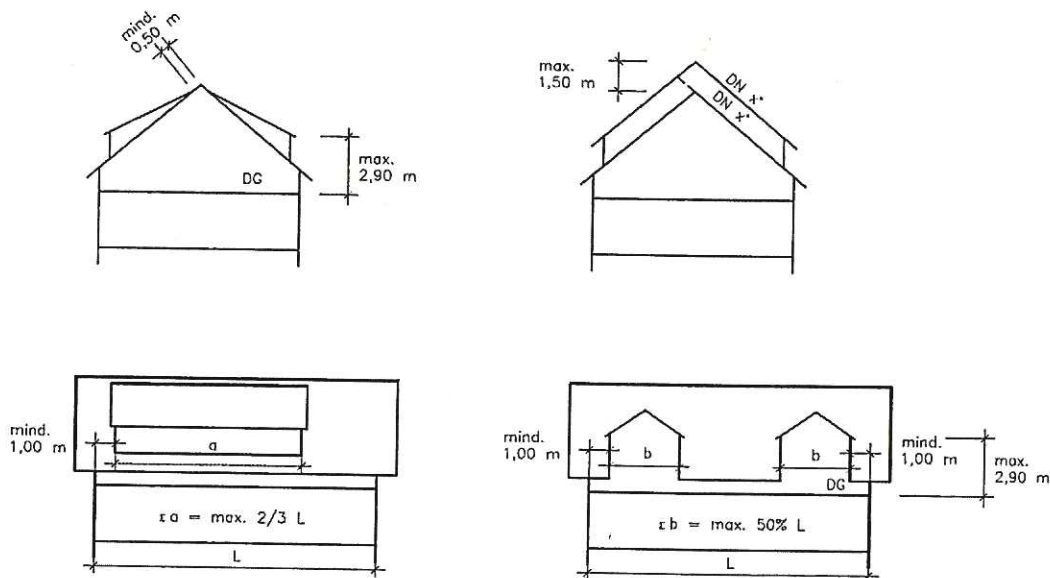 mind.
0,50 m
max.
2,90 m
DG
max.
1,50 m
DN x°
DN x°
mind.
1,00 m
a
Σa = max. 2/3 L
L
mind.
1,00 m
b
b
mind.
1,00 m
DG
max.
2,90 m
Σb = max. 50% L
L